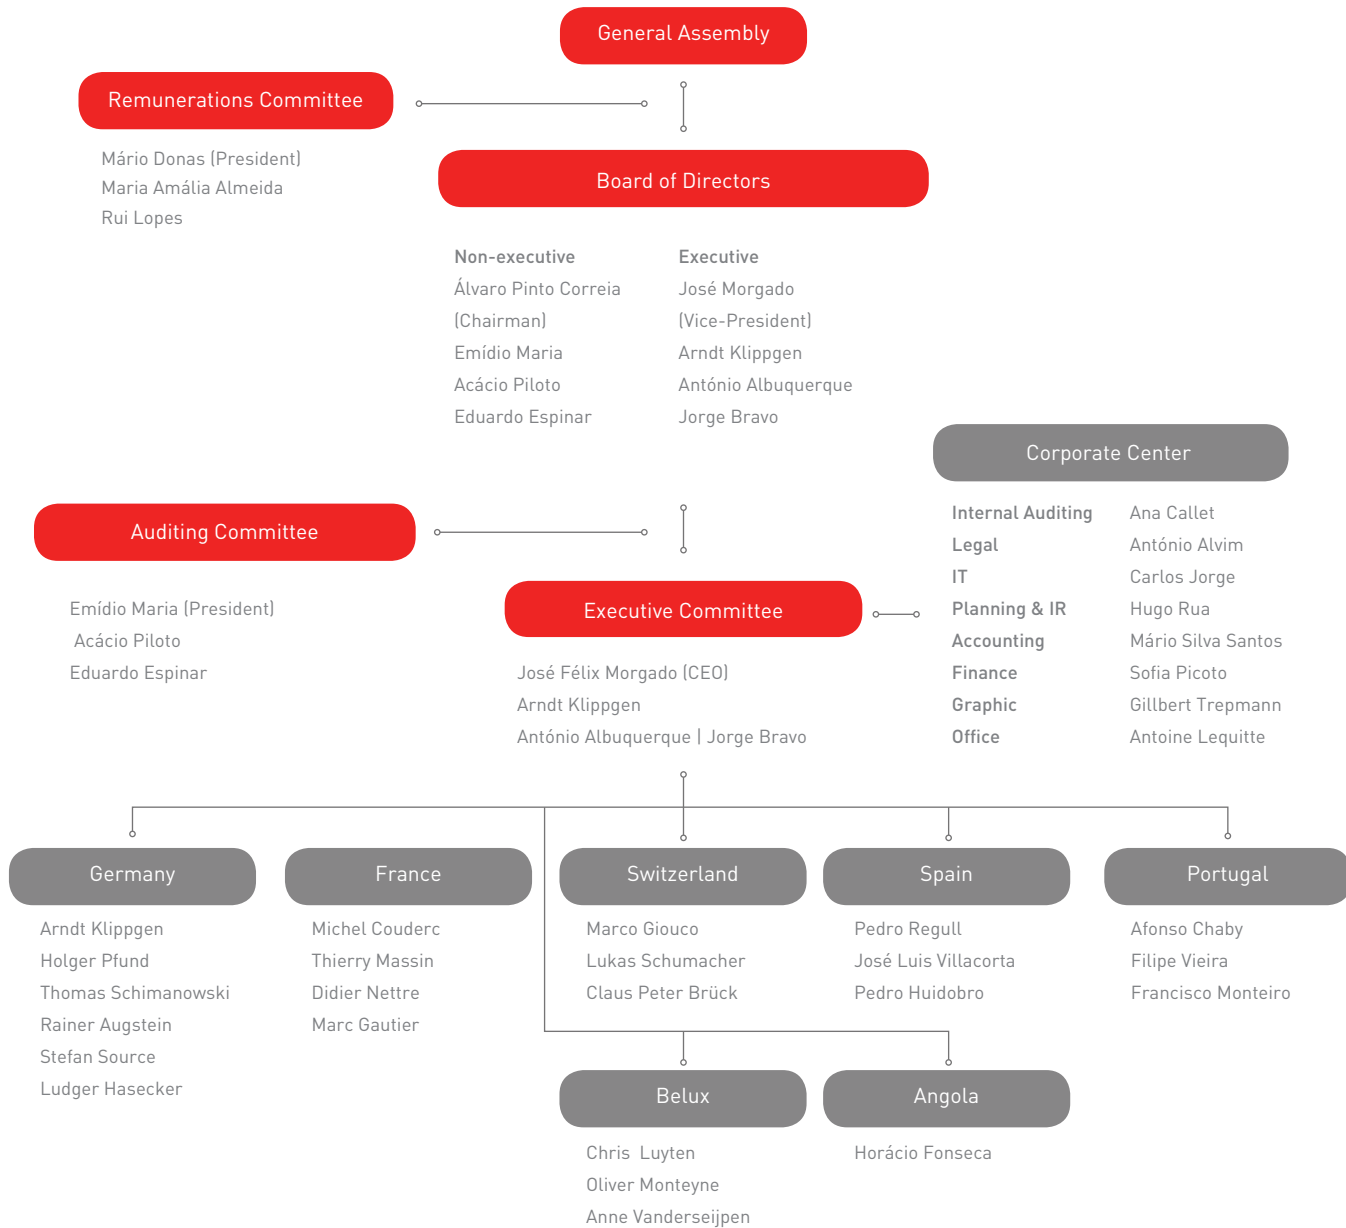 General Assembly
Remunerations Committee
Mário Donas (President)
Maria Amália Almeida
Rui Lopes
Board of Directors
Non-executive
Álvaro Pinto Correia
(Chairman)
Emídio Maria
Acácio Piloto
Eduardo Espinar
Executive
José Morgado
(Vice-President)
Arndt Klippgen
António Albuquerque
Jorge Bravo
Corporate Center
Internal Auditing Ana Callet
Legal António Alvim
IT Carlos Jorge
Planning & IR Hugo Rua
Accounting Mário Silva Santos
Finance Sofia Picoto
Graphic Gillbert Trepmann
Office Antoine Lequitte
Auditing Committee
Emídio Maria (President)
Acácio Piloto
Eduardo Espinar
Executive Committee
José Félix Morgado (CEO)
Arndt Klippgen
António Albuquerque | Jorge Bravo
Germany
Arndt Klippgen
Holger Pfund
Thomas Schimanowski
Rainer Augstein
Stefan Source
Ludger Hasecker
France
Michel Couderc
Thierry Massin
Didier Nettre
Marc Gautier
Switzerland
Marco Giouco
Lukas Schumacher
Claus Peter Brück
Spain
Pedro Regull
José Luis Villacorta
Pedro Huidobro
Portugal
Afonso Chaby
Filipe Vieira
Francisco Monteiro
Belux
Chris Luyten
Oliver Monteyne
Anne Vanderseijpen
Angola
Horácio Fonseca